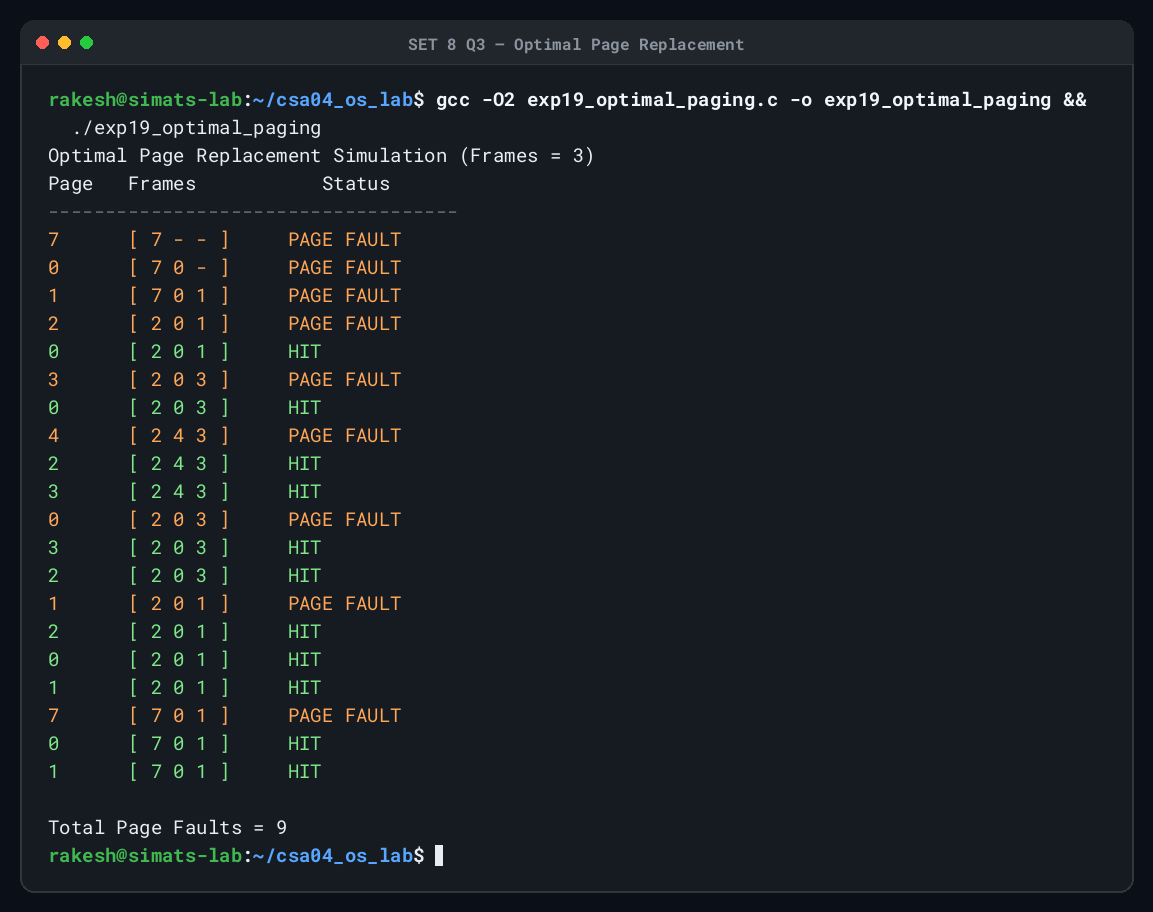 SET 8 Q3 – Optimal Page Replacement
rakesh@simats-lab:~/csa04_os_lab$ gcc -O2 exp19_optimal_paging.c -o exp19_optimal_paging &&
./exp19_optimal_paging
Optimal Page Replacement Simulation (Frames = 3)
Page   Frames           Status
------------------------------------
7      [ 7 - - ]     PAGE FAULT
0      [ 7 0 - ]     PAGE FAULT
1      [ 7 0 1 ]     PAGE FAULT
2      [ 2 0 1 ]     PAGE FAULT
0      [ 2 0 1 ]     HIT
3      [ 2 0 3 ]     PAGE FAULT
0      [ 2 0 3 ]     HIT
4      [ 2 4 3 ]     PAGE FAULT
2      [ 2 4 3 ]     HIT
3      [ 2 4 3 ]     HIT
0      [ 2 0 3 ]     PAGE FAULT
3      [ 2 0 3 ]     HIT
2      [ 2 0 3 ]     HIT
1      [ 2 0 1 ]     PAGE FAULT
2      [ 2 0 1 ]     HIT
0      [ 2 0 1 ]     HIT
1      [ 2 0 1 ]     HIT
7      [ 7 0 1 ]     PAGE FAULT
0      [ 7 0 1 ]     HIT
1      [ 7 0 1 ]     HIT
Total Page Faults = 9
rakesh@simats-lab:~/csa04_os_lab$